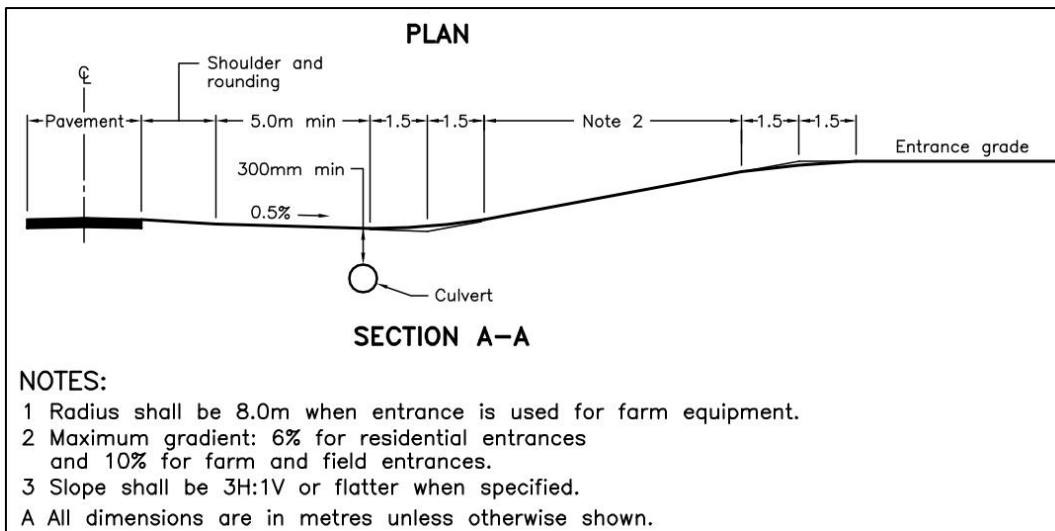 PLAN
Shoulder and
rounding
℄
Pavement
5.0m min
1.5
1.5
Note 2
1.5
1.5
Entrance grade
300mm min
0.5%
Culvert
SECTION A-A
NOTES:
1 Radius shall be 8.0m when entrance is used for farm equipment.
2 Maximum gradient: 6% for residential entrances
and 10% for farm and field entrances.
3 Slope shall be 3H:1V or flatter when specified.
A All dimensions are in metres unless otherwise shown.